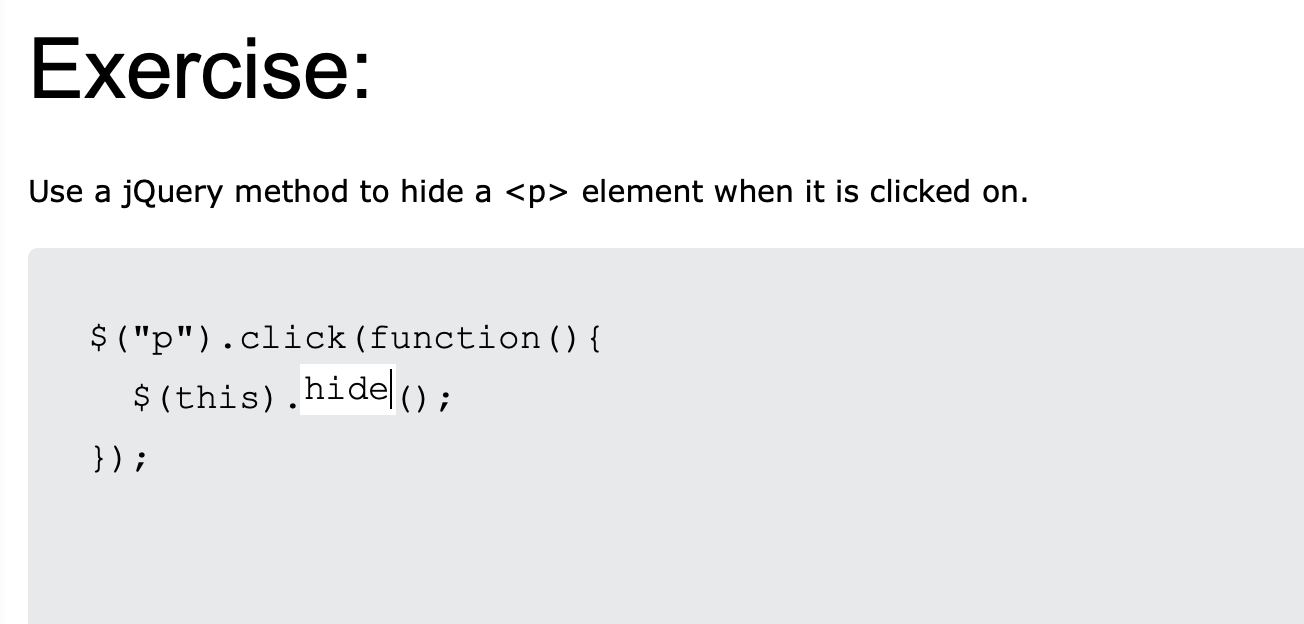 Exercise:
Use a jQuery method to hide a <p> element when it is clicked on.
$("p").click(function(){
$(this).hide();
});